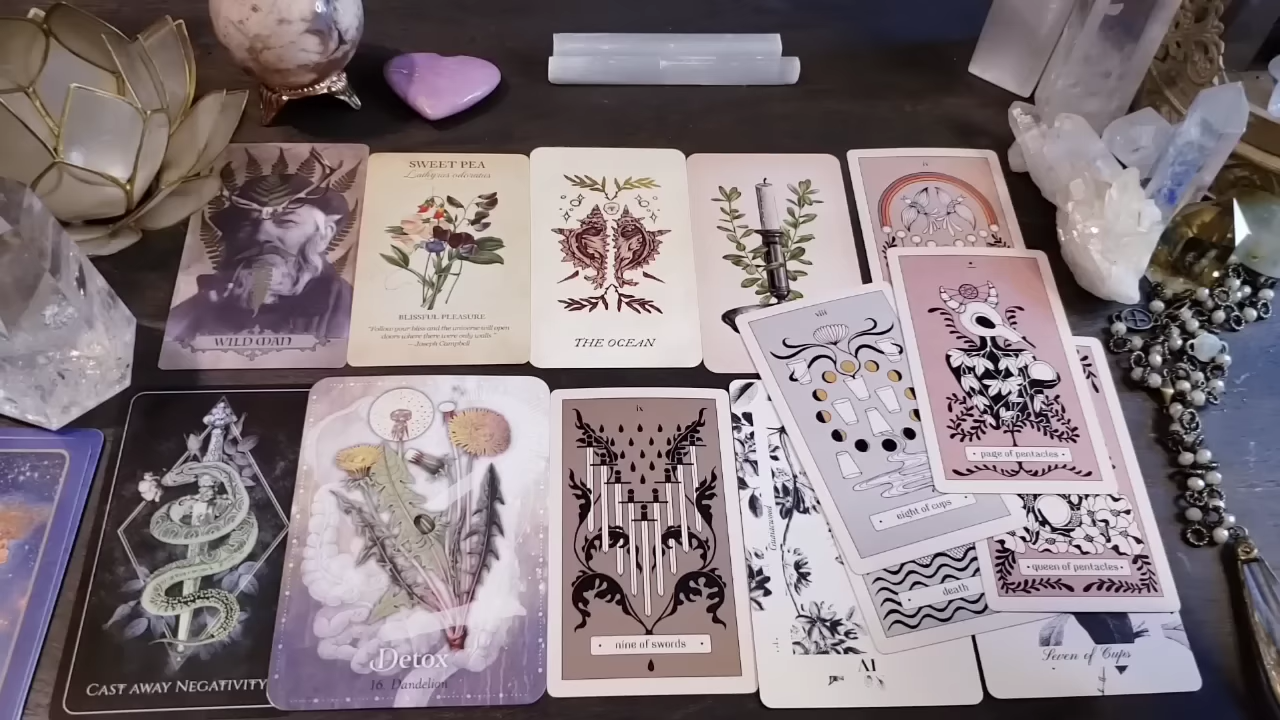 WILD MAN
SWEET PEA
Lathyrus odoratus
BLISSFUL PLEASURE
"Follow your bliss and the universe will open
doors where there were only walls."
— Joseph Campbell
THE OCEAN
viii
eight of cups
page of pentacles
CAST AWAY NEGATIVITY
Detox
16. Dandelion
ix
nine of swords
death
queen of pentacles
Seven of Cups